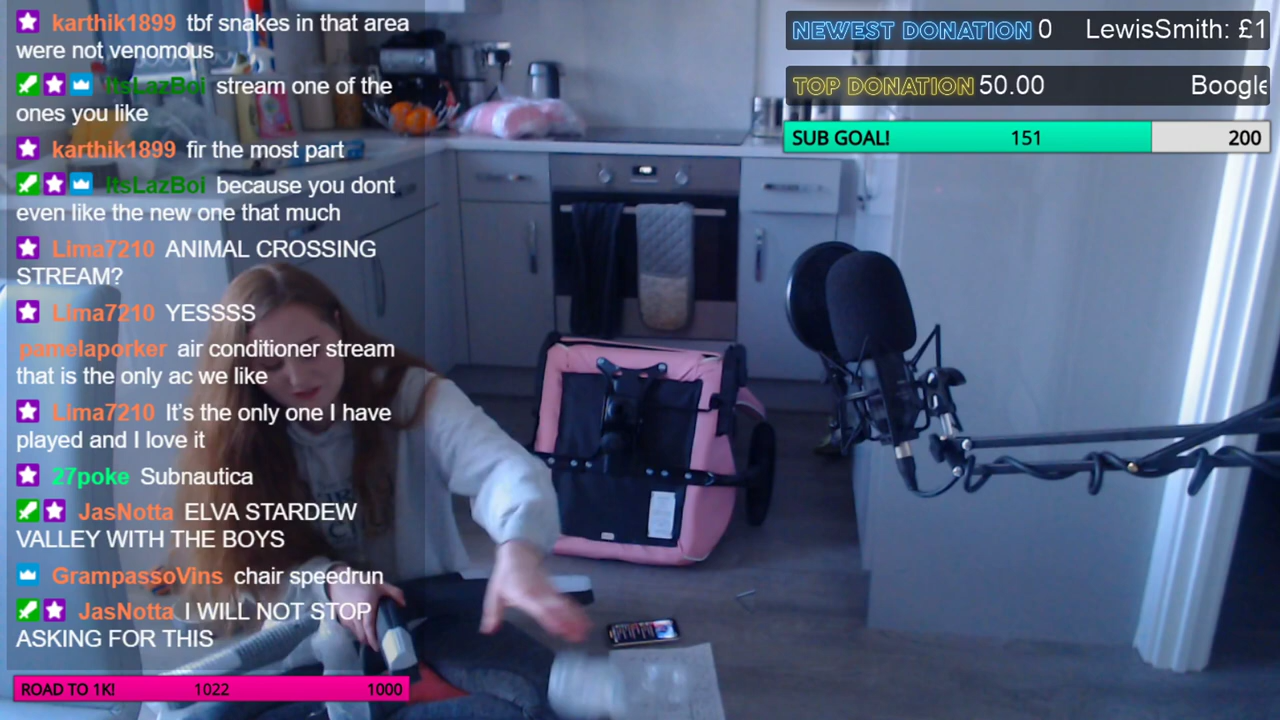 karthik1899 tbf snakes in that area
were not venomous
ItsLazBoi stream one of the
ones you like
karthik1899 fir the most part
ItsLazBoi because you dont
even like the new one that much
Lima7210 ANIMAL CROSSING
STREAM?
Lima7210 YESSSS
pamelaporker air conditioner stream
that is the only ac we like
Lima7210 It's the only one I have
played and I love it
27poke Subnautica
JasNotta ELVA STARDEW
VALLEY WITH THE BOYS
GrampassoVins chair speedrun
JasNotta I WILL NOT STOP
ASKING FOR THIS
ROAD TO 1K! 1022 1000
NEWEST DONATION 0 LewisSmith: £1
TOP DONATION 50.00 Boogle
SUB GOAL! 151 200